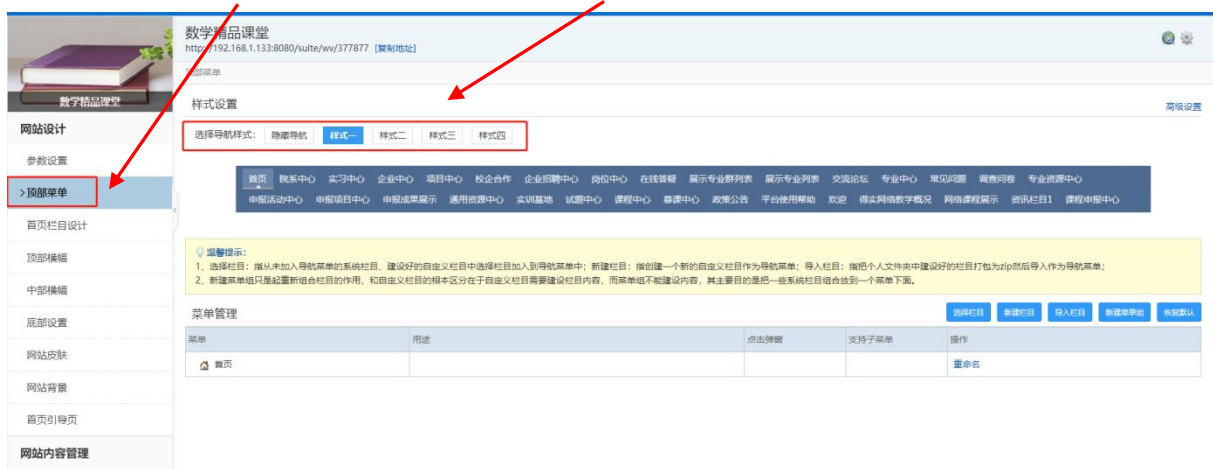 数学精品课堂
http://192.168.1.133:8080/suite/wv/377877 [复制地址]
顶部菜单
数学精品课堂
样式设置
高级设置
网站设计
选择导航样式: 隐藏导航 样式一 样式二 样式三 样式四
参数设置
>顶部菜单
首页 院系中心 实习中心 企业中心 项目中心 校企合作 企业招聘中心 岗位中心 在线答疑 展示专业群列表 展示专业列表 交流论坛 专业中心 常见问题 调查问卷 专业资源中心
申报活动中心 申报项目中心 申报成果展示 通用资源中心 实训基地 试题中心 课程中心 慕课中心 政策公告 平台使用帮助 欢迎 得实网络教学概况 网络课程展示 资讯栏目1 课程申报中心
首页栏目设计
顶部横幅
温馨提示:
1、选择栏目：指从未加入导航菜单的系统栏目、建设好的自定义栏目中选择栏目加入到导航菜单中；新建栏目：指创建一个新的自定义栏目作为导航菜单；导入栏目：指把个人文件夹中建设好的栏目打包为zip然后导入作为导航菜单；
2、新建菜单组只是起重新组合栏目的作用，和自定义栏目的根本区分在于自定义栏目需要建设栏目内容，而菜单组不能建设内容，其主要目的是把一些系统栏目组合放到一个菜单下面。
中部横幅
菜单管理
选择栏目 新建栏目 导入栏目 新建菜单组 恢复默认
底部设置
菜单 用途 点击弹窗 支持子菜单 操作
网站皮肤
首页 重命名
网站背景
首页引导页
网站内容管理